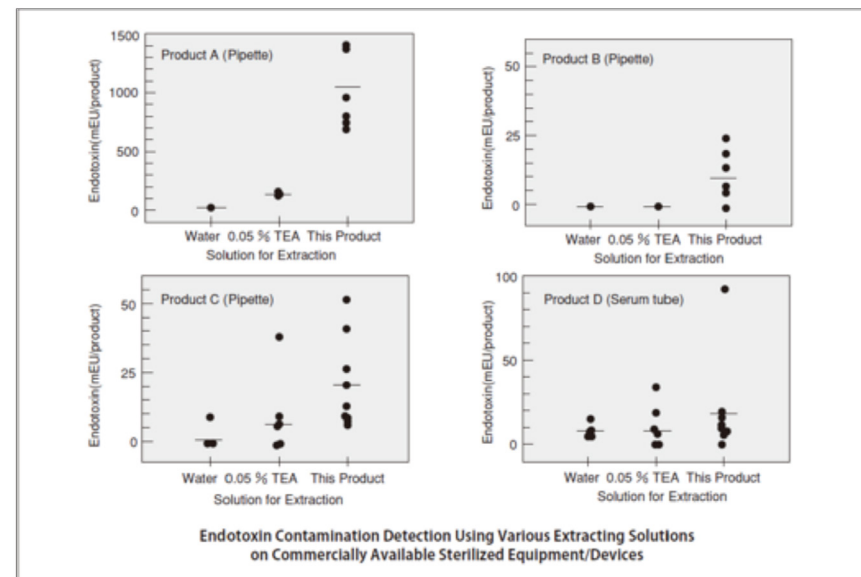 1500
Product A (Pipette)
1000
500
0
Endotoxin(mEU/product)
Water 0.05 % TEA This Product
Solution for Extraction
Product B (Pipette)
50
25
0
Endotoxin(mEU/product)
Water 0.05 % TEA This Product
Solution for Extraction
Product C (Pipette)
50
25
0
Endotoxin(mEU/product)
Water 0.05 % TEA This Product
Solution for Extraction
100
Product D (Serum tube)
50
0
Endotoxin(mEU/product)
Water 0.05 % TEA This Product
Solution for Extraction
Endotoxin Contamination Detection Using Various Extracting Solutions
on Commercially Available Sterilized Equipment/Devices